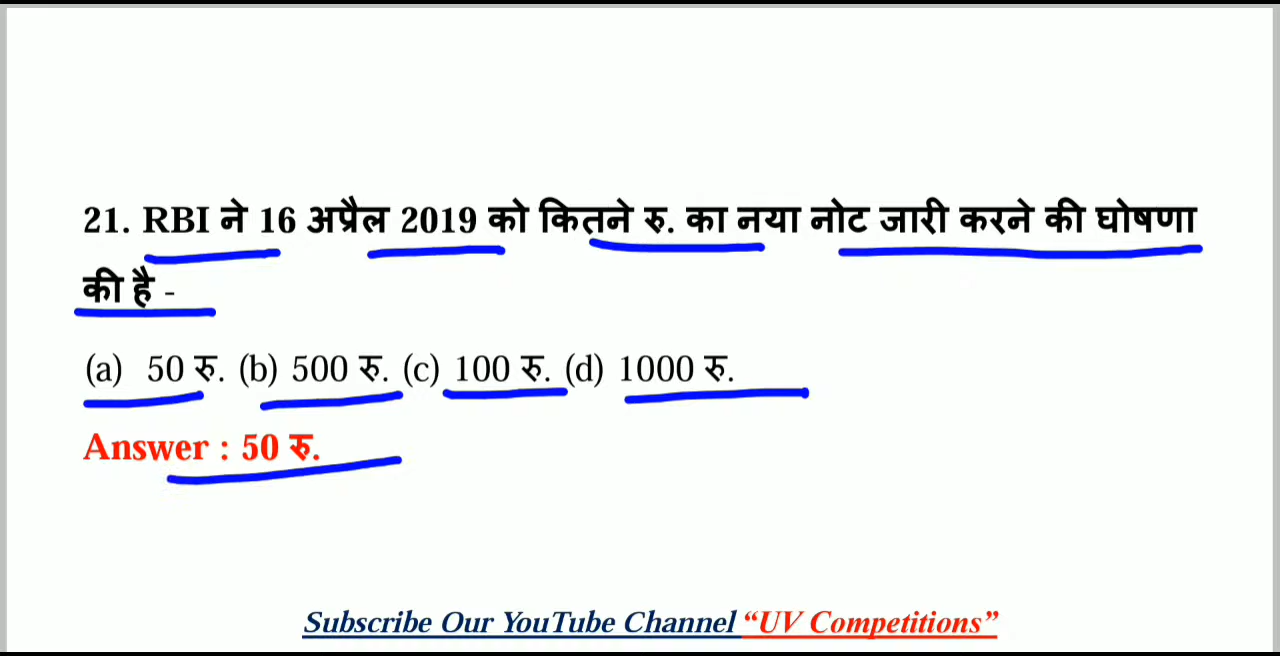 21. RBI ने 16 अप्रैल 2019 को कितने रु. का नया नोट जारी करने की घोषणा
की है -
(a) 50 रु. (b) 500 रु. (c) 100 रु. (d) 1000 रु.
Answer : 50 रु.
Subscribe Our YouTube Channel “UV Competitions”